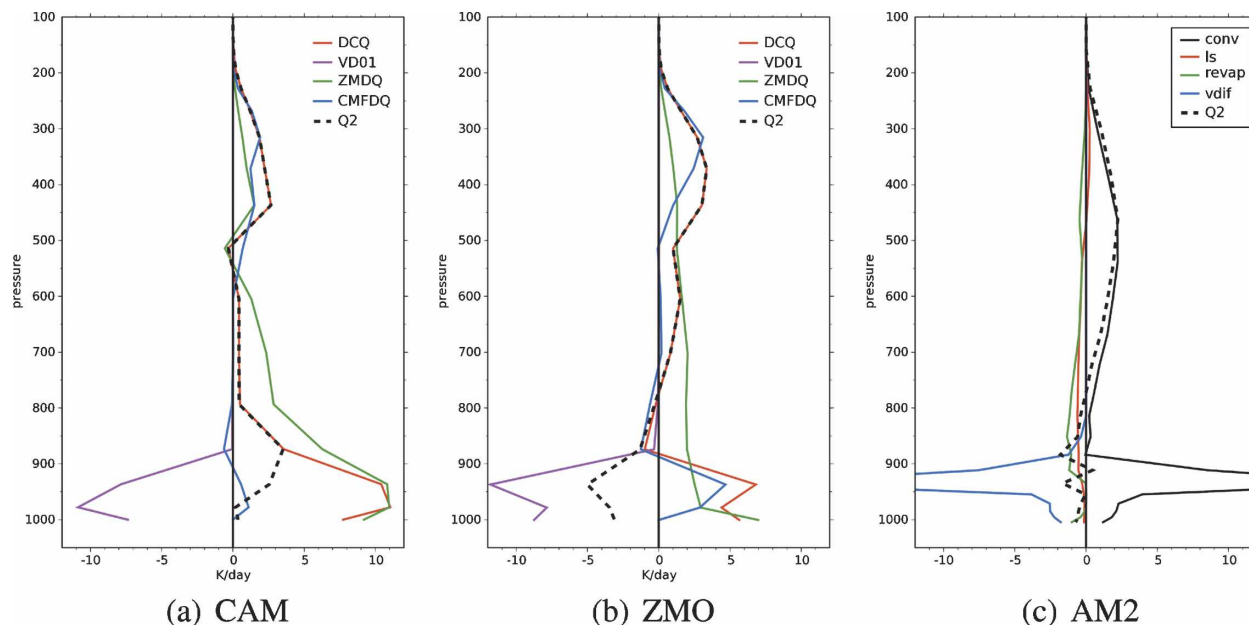 100
200
300
400
500
600
700
800
900
1000
pressure
-10
-5
0
5
10
K/day
DCQ
VD01
ZMDQ
CMFDQ
Q2
(a) CAM
100
200
300
400
500
600
700
800
900
1000
pressure
-10
-5
0
5
10
K/day
DCQ
VD01
ZMDQ
CMFDQ
Q2
(b) ZMO
100
200
300
400
500
600
700
800
900
1000
pressure
-10
-5
0
5
10
conv
ls
revap
vdif
Q2
(c) AM2